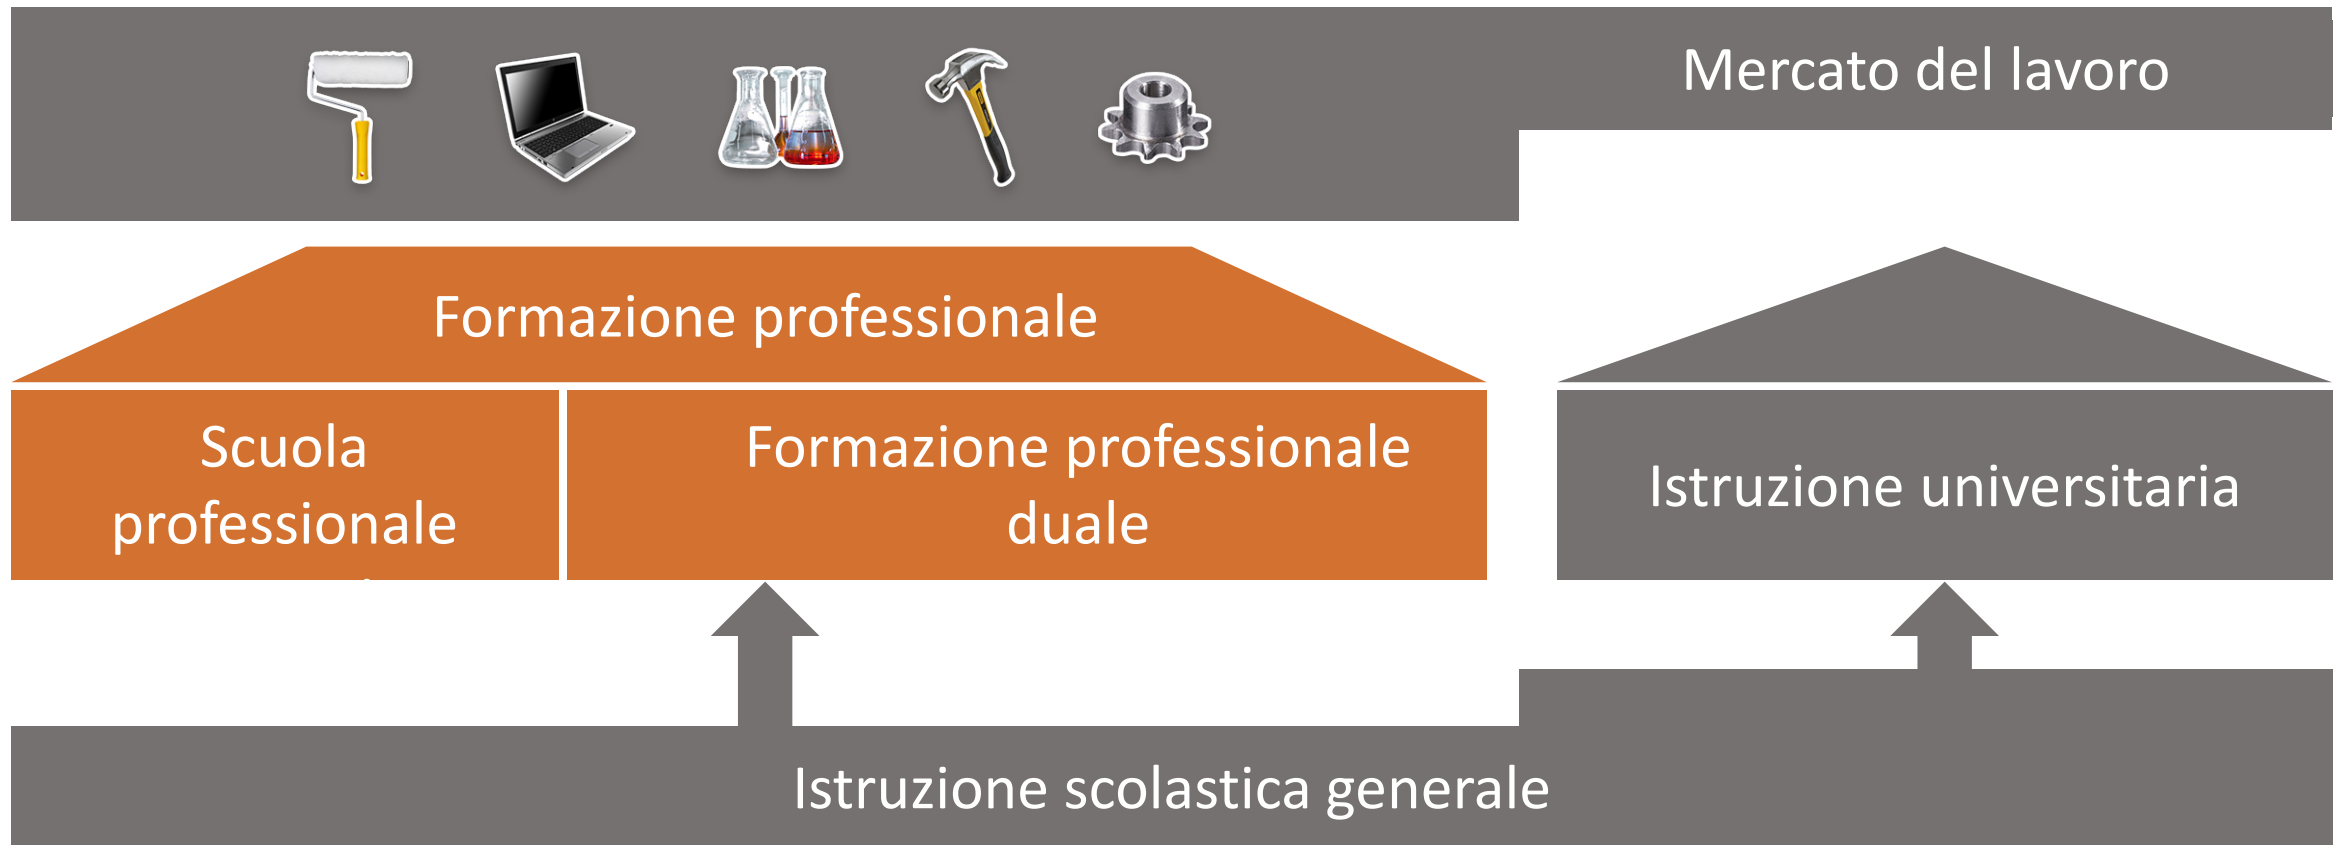 Mercato del lavoro
Formazione professionale
Scuola
professionale
Formazione professionale
duale
Istruzione universitaria
Istruzione scolastica generale